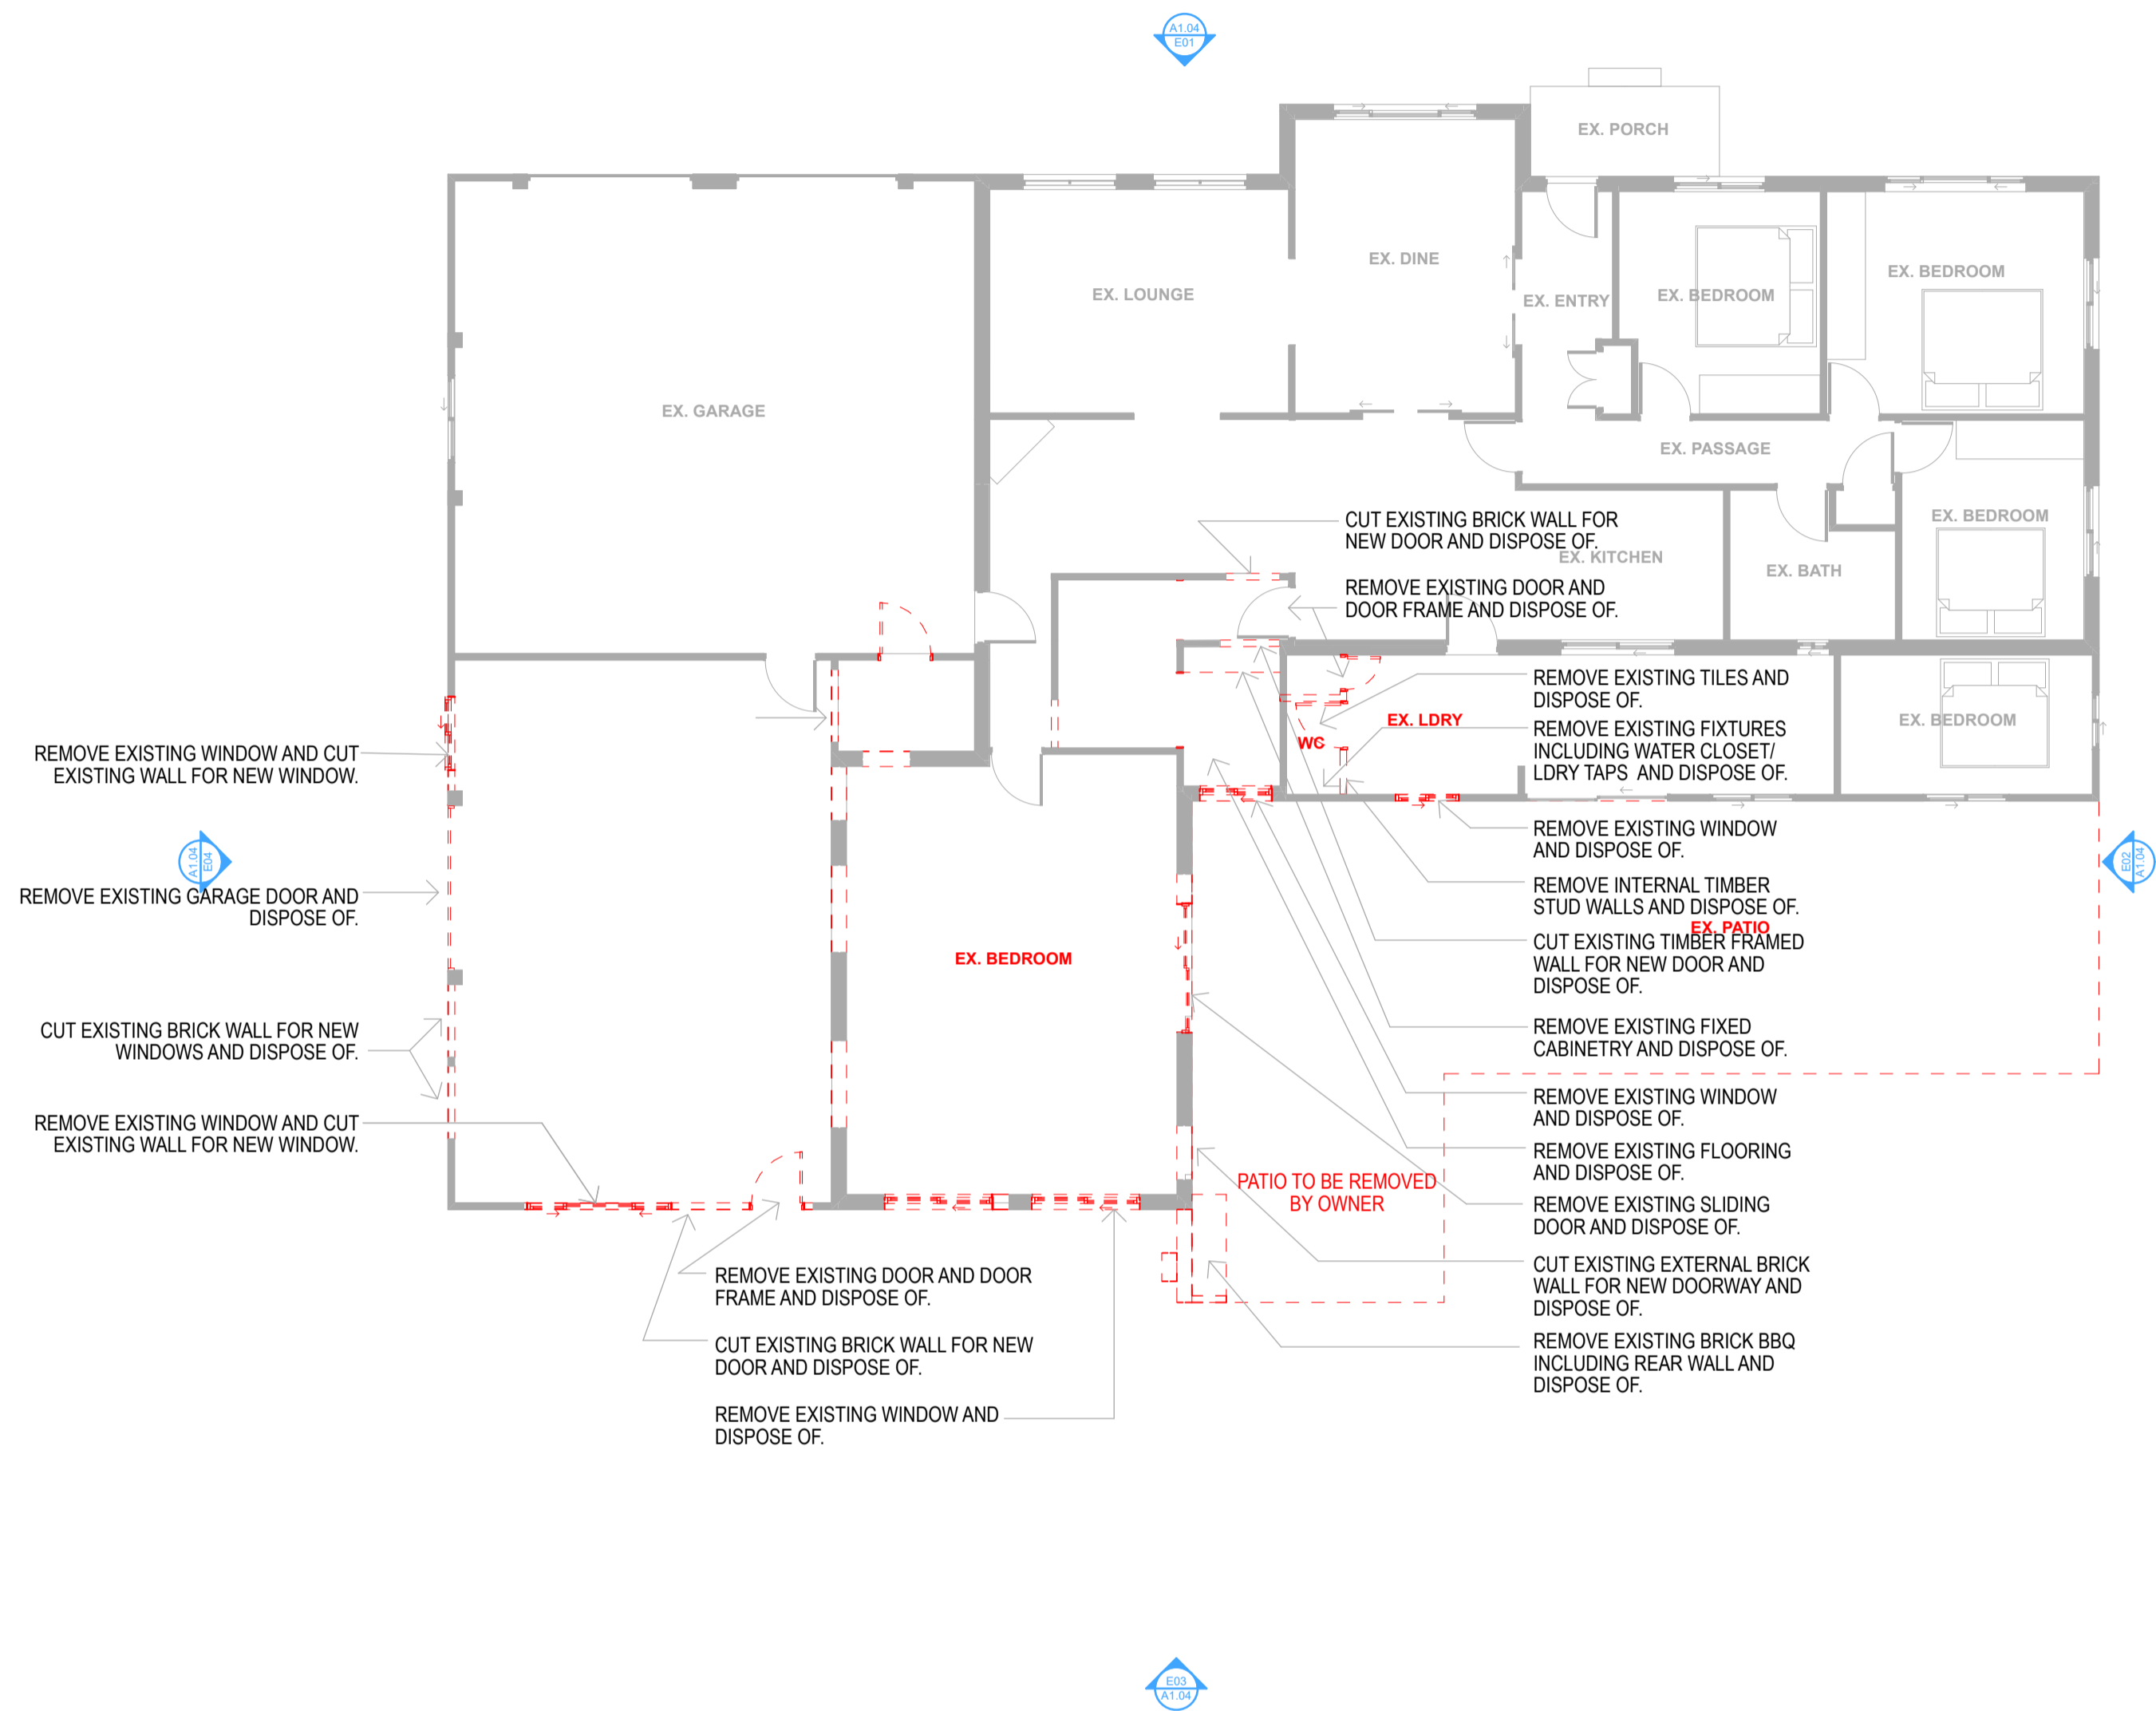 A1.04
E01
EX. PORCH
EX. DINE
EX. BEDROOM
EX. LOUNGE
EX. ENTRY
EX. BEDROOM
EX. GARAGE
EX. PASSAGE
EX. BEDROOM
CUT EXISTING BRICK WALL FOR
NEW DOOR AND DISPOSE OF.
EX. KITCHEN
EX. BATH
REMOVE EXISTING DOOR AND
DOOR FRAME AND DISPOSE OF.
REMOVE EXISTING TILES AND
DISPOSE OF.
EX. LDRY
WC
EX. BEDROOM
REMOVE EXISTING FIXTURES
INCLUDING WATER CLOSET/
LDRY TAPS  AND DISPOSE OF.
REMOVE EXISTING WINDOW AND CUT
EXISTING WALL FOR NEW WINDOW.
REMOVE EXISTING WINDOW
AND DISPOSE OF.
A1.04
E04
E02
A1.04
REMOVE EXISTING GARAGE DOOR AND
DISPOSE OF.
REMOVE INTERNAL TIMBER
STUD WALLS AND DISPOSE OF.
EX. PATIO
EX. BEDROOM
CUT EXISTING TIMBER FRAMED
WALL FOR NEW DOOR AND
DISPOSE OF.
CUT EXISTING BRICK WALL FOR NEW
WINDOWS AND DISPOSE OF.
REMOVE EXISTING FIXED
CABINETRY AND DISPOSE OF.
REMOVE EXISTING WINDOW AND CUT
EXISTING WALL FOR NEW WINDOW.
REMOVE EXISTING WINDOW
AND DISPOSE OF.
REMOVE EXISTING FLOORING
AND DISPOSE OF.
PATIO TO BE REMOVED
BY OWNER
REMOVE EXISTING SLIDING
DOOR AND DISPOSE OF.
CUT EXISTING EXTERNAL BRICK
WALL FOR NEW DOORWAY AND
DISPOSE OF.
REMOVE EXISTING DOOR AND DOOR
FRAME AND DISPOSE OF.
CUT EXISTING BRICK WALL FOR NEW
DOOR AND DISPOSE OF.
REMOVE EXISTING BRICK BBQ
INCLUDING REAR WALL AND
DISPOSE OF.
REMOVE EXISTING WINDOW AND
DISPOSE OF.
E03
A1.04